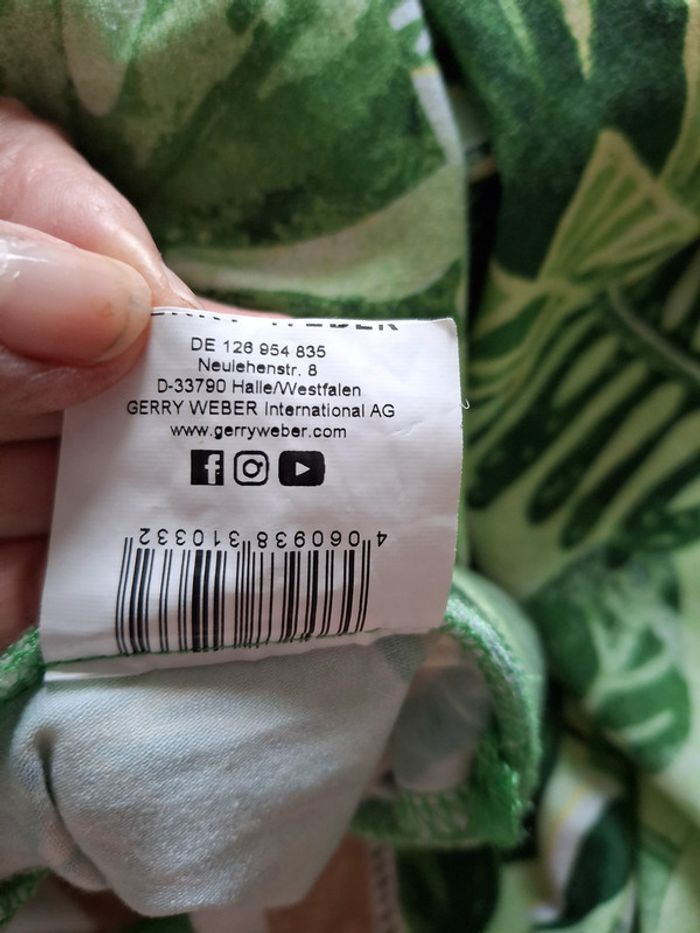 DE 126 954 835
Neulehenstr. 8
D-33790 Halle/Westfalen
GERRY WEBER International AG
www.gerryweber.com
4 060938 310332